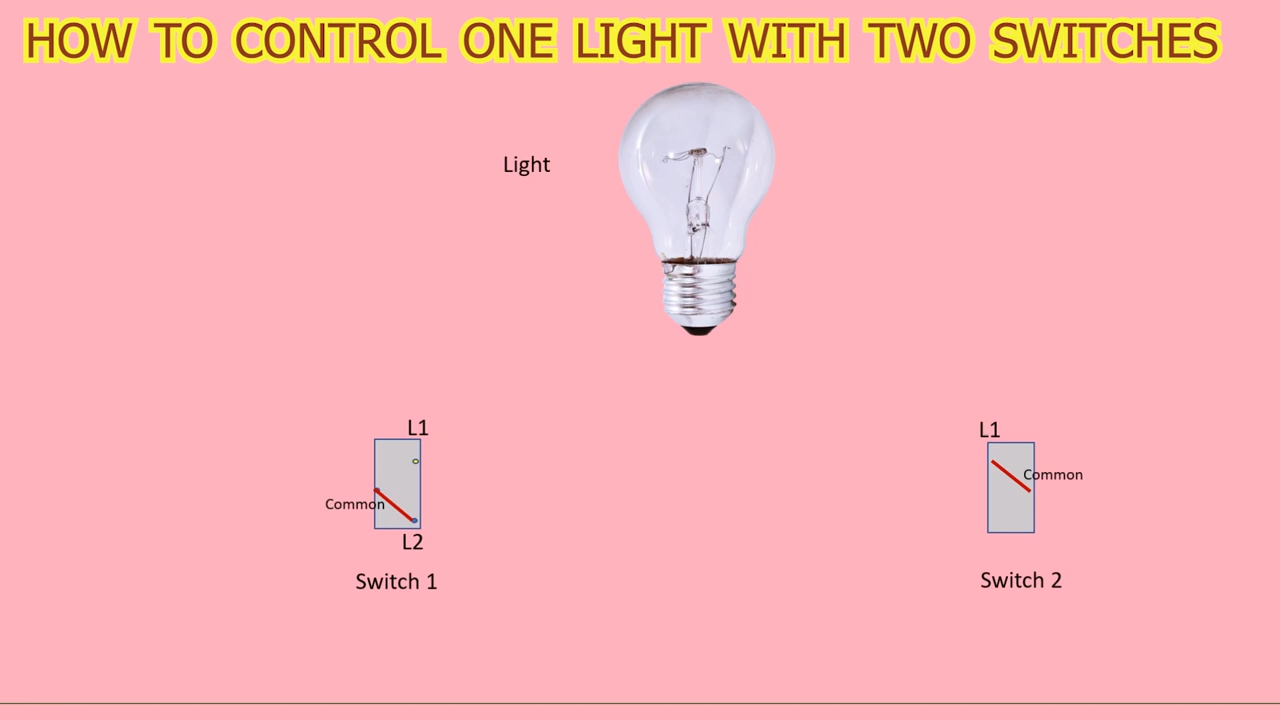 HOW TO CONTROL ONE LIGHT WITH TWO SWITCHES
Light
L1
Common
L2
Switch 1
L1
Common
Switch 2